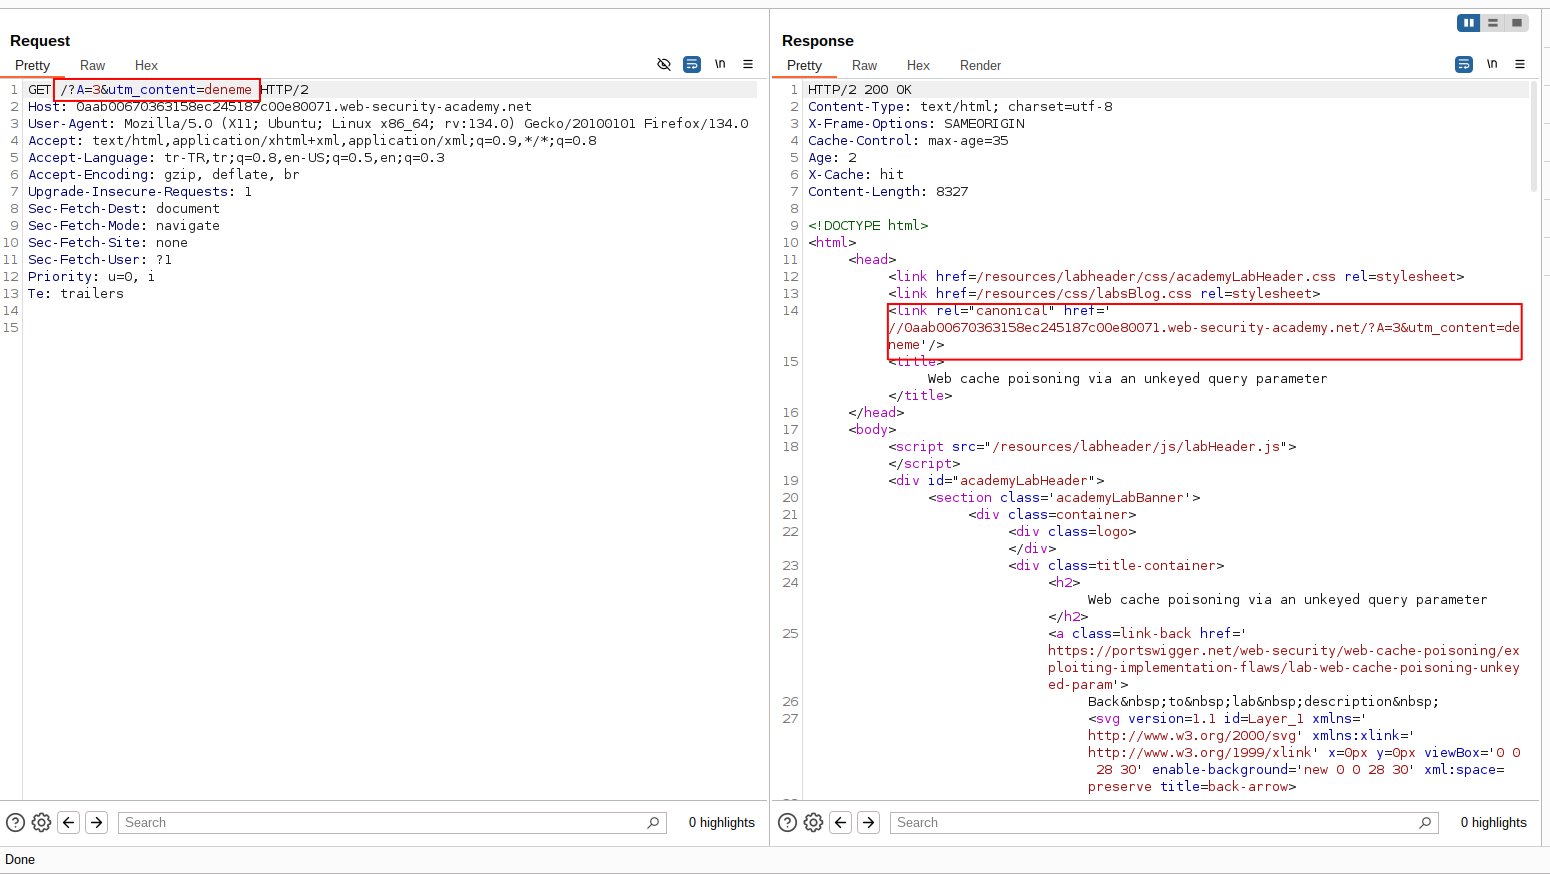 Request
Pretty Raw Hex
\n
1 GET /?A=3&utm_content=deneme HTTP/2
2 Host: 0aab00670363158ec245187c00e80071.web-security-academy.net
3 User-Agent: Mozilla/5.0 (X11; Ubuntu; Linux x86_64; rv:134.0) Gecko/20100101 Firefox/134.0
4 Accept: text/html,application/xhtml+xml,application/xml;q=0.9,*/*;q=0.8
5 Accept-Language: tr-TR,tr;q=0.8,en-US;q=0.5,en;q=0.3
6 Accept-Encoding: gzip, deflate, br
7 Upgrade-Insecure-Requests: 1
8 Sec-Fetch-Dest: document
9 Sec-Fetch-Mode: navigate
10 Sec-Fetch-Site: none
11 Sec-Fetch-User: ?1
12 Priority: u=0, i
13 Te: trailers
14
15
Search
0 highlights
Response
Pretty Raw Hex Render
\n
1 HTTP/2 200 OK
2 Content-Type: text/html; charset=utf-8
3 X-Frame-Options: SAMEORIGIN
4 Cache-Control: max-age=35
5 Age: 2
6 X-Cache: hit
7 Content-Length: 8327
8
9 <!DOCTYPE html>
10 <html>
11 <head>
12 <link href=/resources/labheader/css/academyLabHeader.css rel=stylesheet>
13 <link href=/resources/css/labsBlog.css rel=stylesheet>
14 <link rel="canonical" href='
//0aab00670363158ec245187c00e80071.web-security-academy.net/?A=3&utm_content=de
neme'/>
15 <title>
Web cache poisoning via an unkeyed query parameter
</title>
16 </head>
17 <body>
18 <script src="/resources/labheader/js/labHeader.js">
</script>
19 <div id="academyLabHeader">
20 <section class='academyLabBanner'>
21 <div class=container>
22 <div class=logo>
</div>
23 <div class=title-container>
24 <h2>
Web cache poisoning via an unkeyed query parameter
</h2>
25 <a class=link-back href='
https://portswigger.net/web-security/web-cache-poisoning/ex
ploiting-implementation-flaws/lab-web-cache-poisoning-unkey
ed-param'>
26 Back&nbsp;to&nbsp;lab&nbsp;description&nbsp;
27 <svg version=1.1 id=Layer_1 xmlns='
http://www.w3.org/2000/svg' xmlns:xlink='
http://www.w3.org/1999/xlink' x=0px y=0px viewBox='0 0
28 30' enable-background='new 0 0 28 30' xml:space=
preserve title=back-arrow>
Search
0 highlights
Done